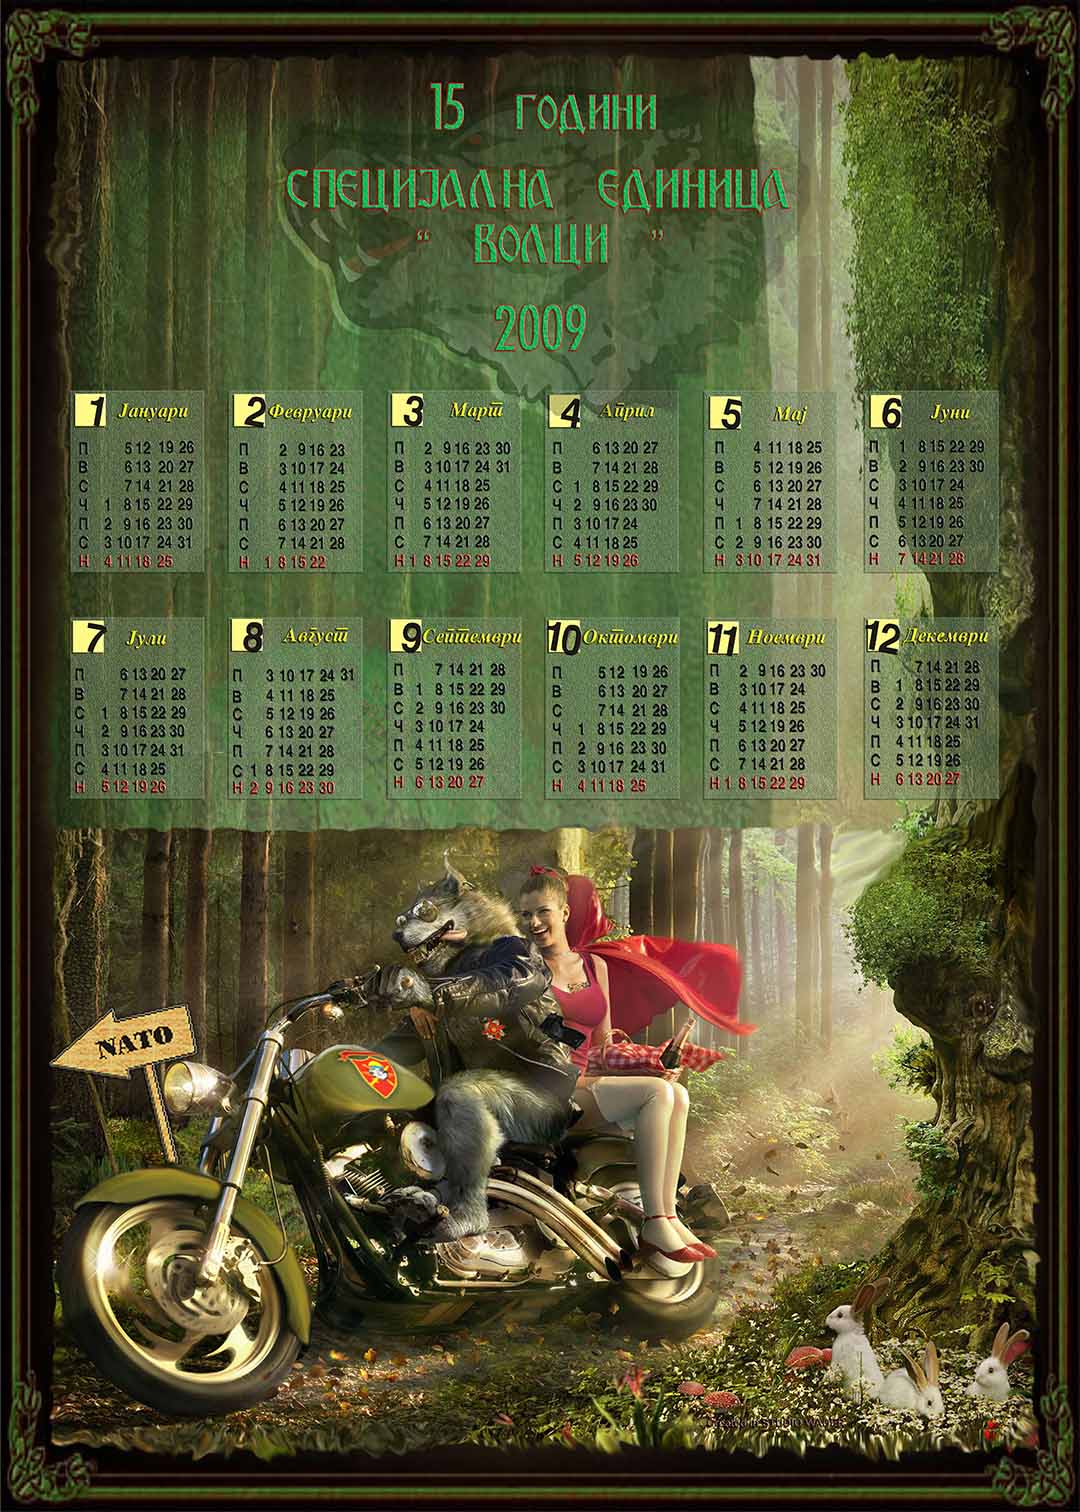 15 ГОДИНИ
СПЕЦИЈАЛНА ЕДИНИЦА
“ ВОЛЦИ ”
2009
1 Јануари
П 5 12 19 26
В 6 13 20 27
С 7 14 21 28
Ч 1 8 15 22 29
П 2 9 16 23 30
С 3 10 17 24 31
Н 4 11 18 25
2 Февруари
П 2 9 16 23
В 3 10 17 24
С 4 11 18 25
Ч 5 12 19 26
П 6 13 20 27
С 7 14 21 28
Н 1 8 15 22
3 Март
П 2 9 16 23 30
В 3 10 17 24 31
С 4 11 18 25
Ч 5 12 19 26
П 6 13 20 27
С 7 14 21 28
Н 1 8 15 22 29
4 Април
П 6 13 20 27
В 7 14 21 28
С 1 8 15 22 29
Ч 2 9 16 23 30
П 3 10 17 24
С 4 11 18 25
Н 5 12 19 26
5 Мај
П 4 11 18 25
В 5 12 19 26
С 6 13 20 27
Ч 7 14 21 28
П 1 8 15 22 29
С 2 9 16 23 30
Н 3 10 17 24 31
6 Јуни
П 1 8 15 22 29
В 2 9 16 23 30
С 3 10 17 24
Ч 4 11 18 25
П 5 12 19 26
С 6 13 20 27
Н 7 14 21 28
7 Јули
П 6 13 20 27
В 7 14 21 28
С 1 8 15 22 29
Ч 2 9 16 23 30
П 3 10 17 24 31
С 4 11 18 25
Н 5 12 19 26
8 Август
П 3 10 17 24 31
В 4 11 18 25
С 5 12 19 26
Ч 6 13 20 27
П 7 14 21 28
С 1 8 15 22 29
Н 2 9 16 23 30
9 Септември
П 7 14 21 28
В 1 8 15 22 29
С 2 9 16 23 30
Ч 3 10 17 24
П 4 11 18 25
С 5 12 19 26
Н 6 13 20 27
10 Октомври
П 5 12 19 26
В 6 13 20 27
С 7 14 21 28
Ч 1 8 15 22 29
П 2 9 16 23 30
С 3 10 17 24 31
Н 4 11 18 25
11 Ноември
П 2 9 16 23 30
В 3 10 17 24
С 4 11 18 25
Ч 5 12 19 26
П 6 13 20 27
С 7 14 21 28
Н 1 8 15 22 29
12 Декември
П 7 14 21 28
В 1 8 15 22 29
С 2 9 16 23 30
Ч 3 10 17 24 31
П 4 11 18 25
С 5 12 19 26
Н 6 13 20 27
NATO